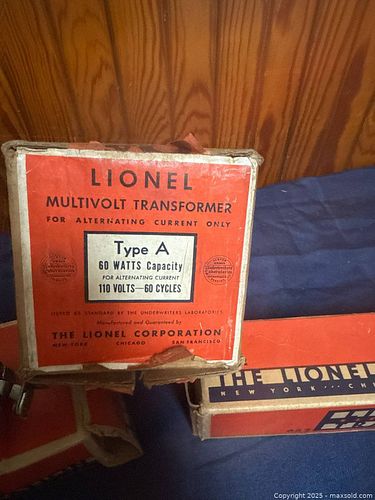 LIONEL
MULTIVOLT TRANSFORMER
FOR ALTERNATING CURRENT ONLY
Type A
60 WATTS Capacity
FOR ALTERNATING CURRENT
110 VOLTS—60 CYCLES
LISTED AS STANDARD BY THE UNDERWRITERS LABORATORIES
Manufactured and Guaranteed by
THE LIONEL CORPORATION
NEW YORK CHICAGO SAN FRANCISCO
THE LIONEL
NEW YORK
Copyright 2025 - maxsold.com